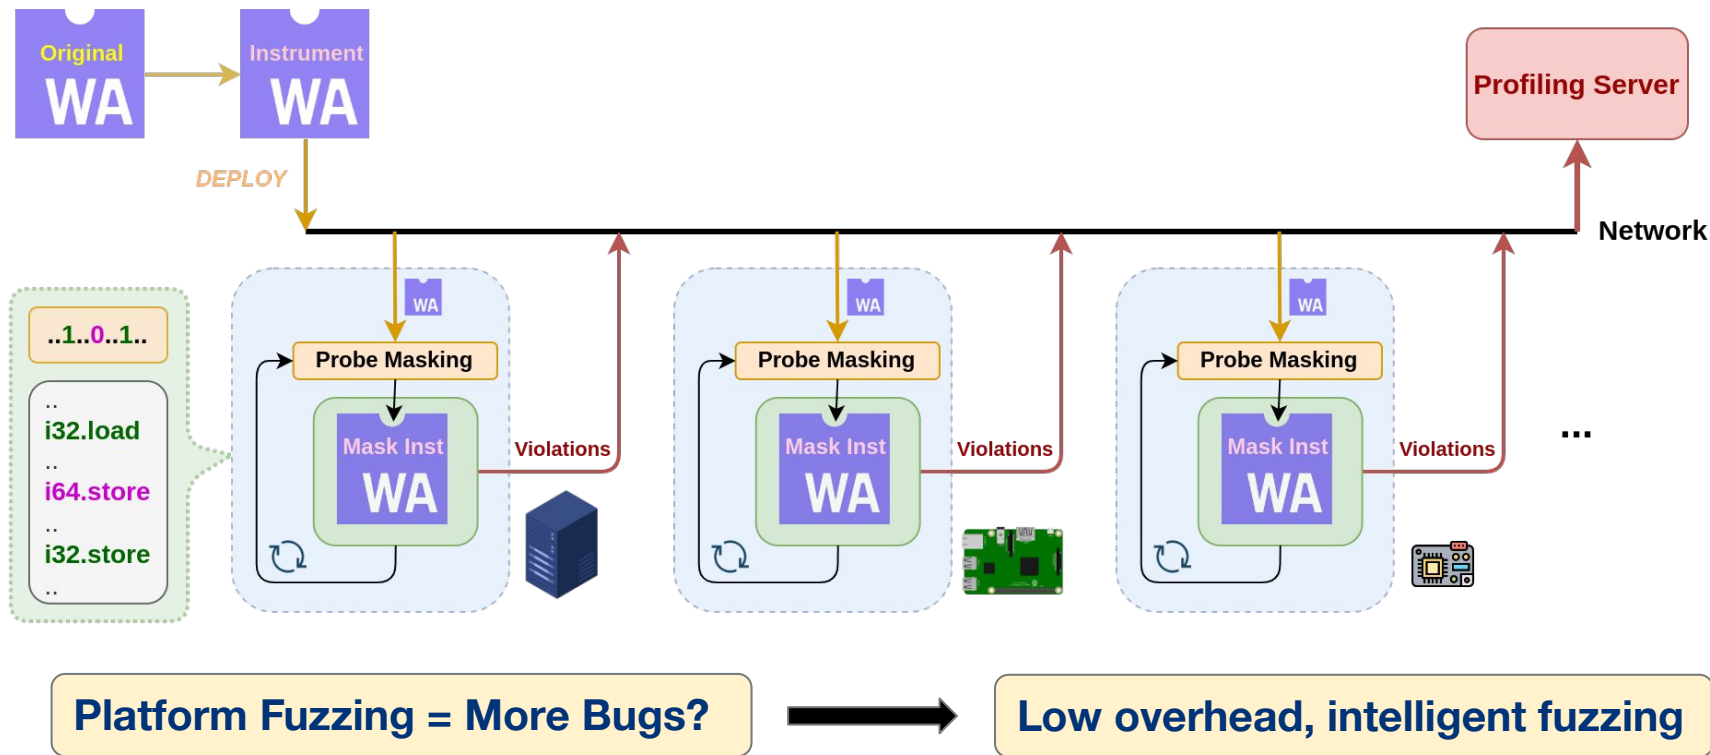 Original
WA
Instrument
WA
Profiling Server
DEPLOY
Network
..1..0..1..
..
i32.load
..
i64.store
..
i32.store
..
WA
Probe Masking
Mask Inst
WA
Violations
WA
Probe Masking
Mask Inst
WA
Violations
WA
Probe Masking
Mask Inst
WA
Violations
...
Platform Fuzzing = More Bugs?
Low overhead, intelligent fuzzing